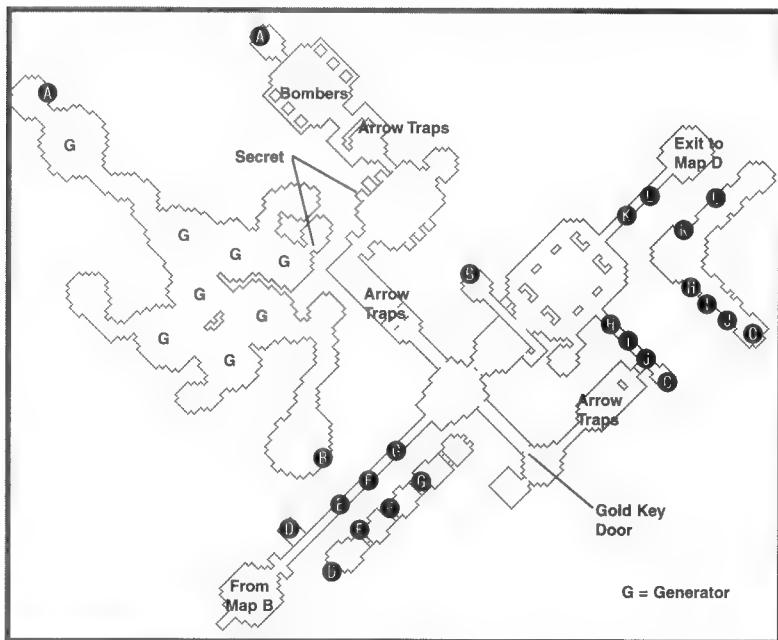 A
Bombers
A
Arrow Traps
G
Secret
Exit to
Map D
L
L
K
K
G
G
G
B
H
I
J
C
G
Arrow
Traps
G
H
I
J
C
G
G
Arrow
Traps
G
B
F
G
E
F
D
E
Gold Key
Door
D
From
Map B
G = Generator